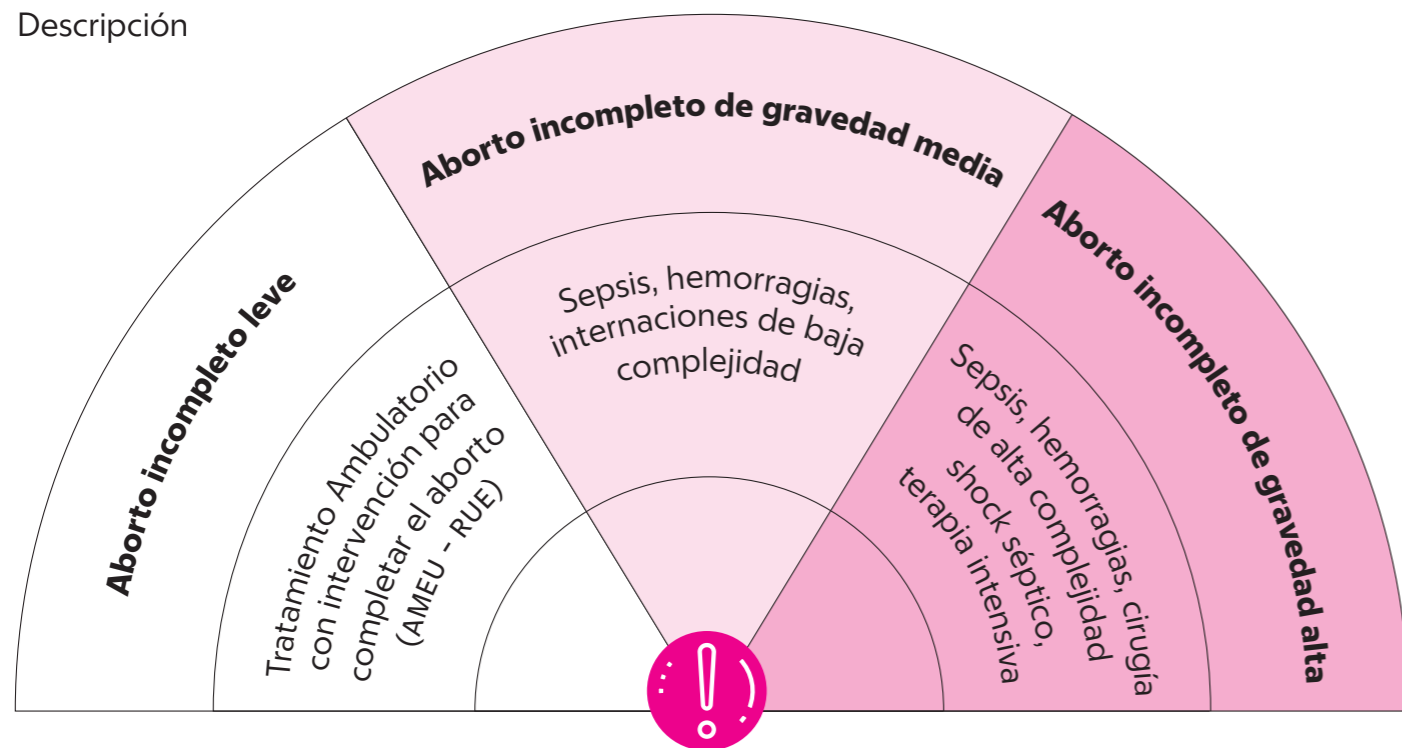 Descripción
Aborto incompleto leve
Tratamiento Ambulatorio
con intervención para
completar el aborto
(AMEU - RUE)
Aborto incompleto de gravedad media
Sepsis, hemorragias,
internaciones de baja
complejidad
Aborto incompleto de gravedad alta
Sepsis, hemorragias, cirugía
de alta complejidad
shock séptico,
terapia intensiva